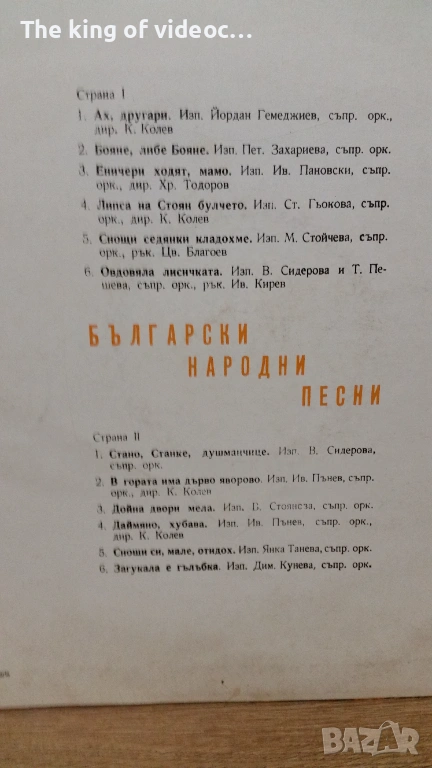 The king of videoc...
Страна I
1. Ах, другари. Изп. Йордан Гемеджиев, съпр. орк.,
дир. К. Колев
2. Бояне, либе Бояне. Изп. Пет. Захариева, съпр. орк.
3. Еничери ходят, мамо. Изп. Ив. Пановски, съпр.
орк., дир. Хр. Тодоров
4. Липса на Стоян булчето. Изп. Ст. Гьокова, съпр.
орк., дир. К. Колев
5. Снощи седянки кладохме. Изп. М. Стойчева, съпр.
орк., рък. Цв. Благоев
6. Овдовяла лисичката. Изп. В. Сидерова и Т. Пе-
шева, съпр. орк., рък. Ив. Кирев
БЪЛГАРСКИ
НАРОДНИ
ПЕСНИ
Страна II
1. Стано, Станке, душманчице. Изп. В. Сидерова,
съпр. орк.
2. В гората има дърво яворово. Изп. Ив. Пънев, съпр.
орк., дир. К. Колев
3. Дойна двори мела. Изп. Стоянова, съпр. орк.
4. Даймяно, хубава. Изп. Ив. Пънев, съпр. орк.,
дир. К. Колев
5. Снощи си, мале, отидох. Изп. Янка Танева, съпр. орк.
6. Загукала е гълъбка. Изп. Дим. Кунева, съпр. орк.
BAZAR